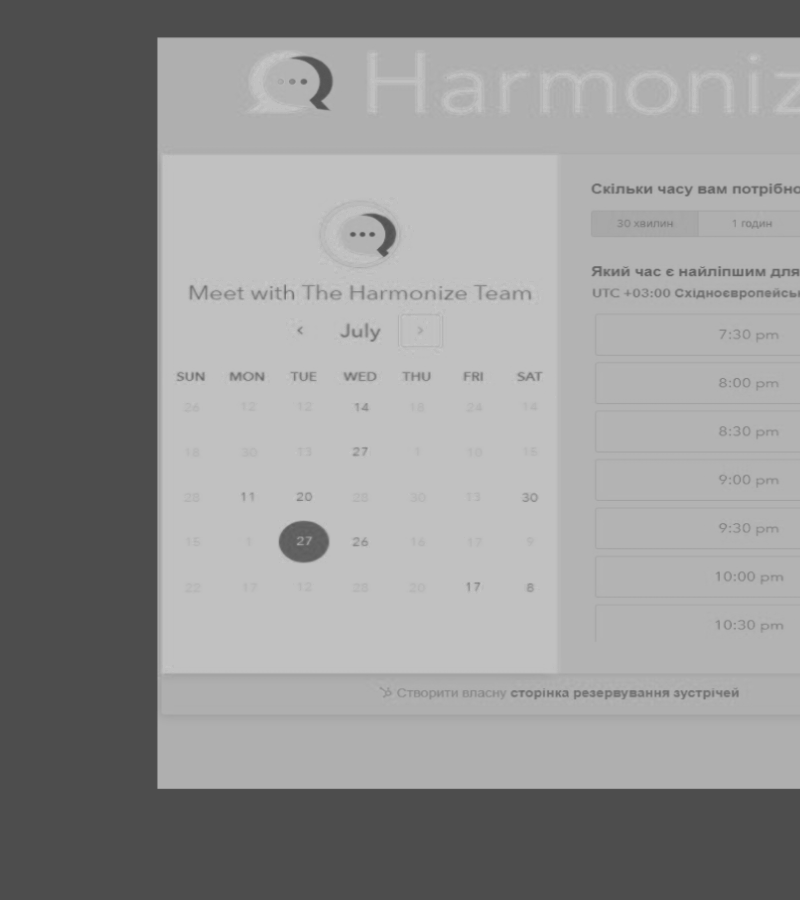 Harmoniz
Meet with The Harmonize Team
‹ July ›
SUN MON TUE WED THU FRI SAT
26 12 12 14 18 24 14
18 30 13 27 1 10 15
28 11 20 28 30 13 30
15 1 27 26 16 17 9
22 17 12 28 20 17 8
Скільки часу вам потрібно
30 хвилин 1 годин
Який час є найліпшим для
UTC +03:00 Східноєвропейськ
7:30 pm
8:00 pm
8:30 pm
9:00 pm
9:30 pm
10:00 pm
10:30 pm
Створити власну сторінка резервування зустрічей